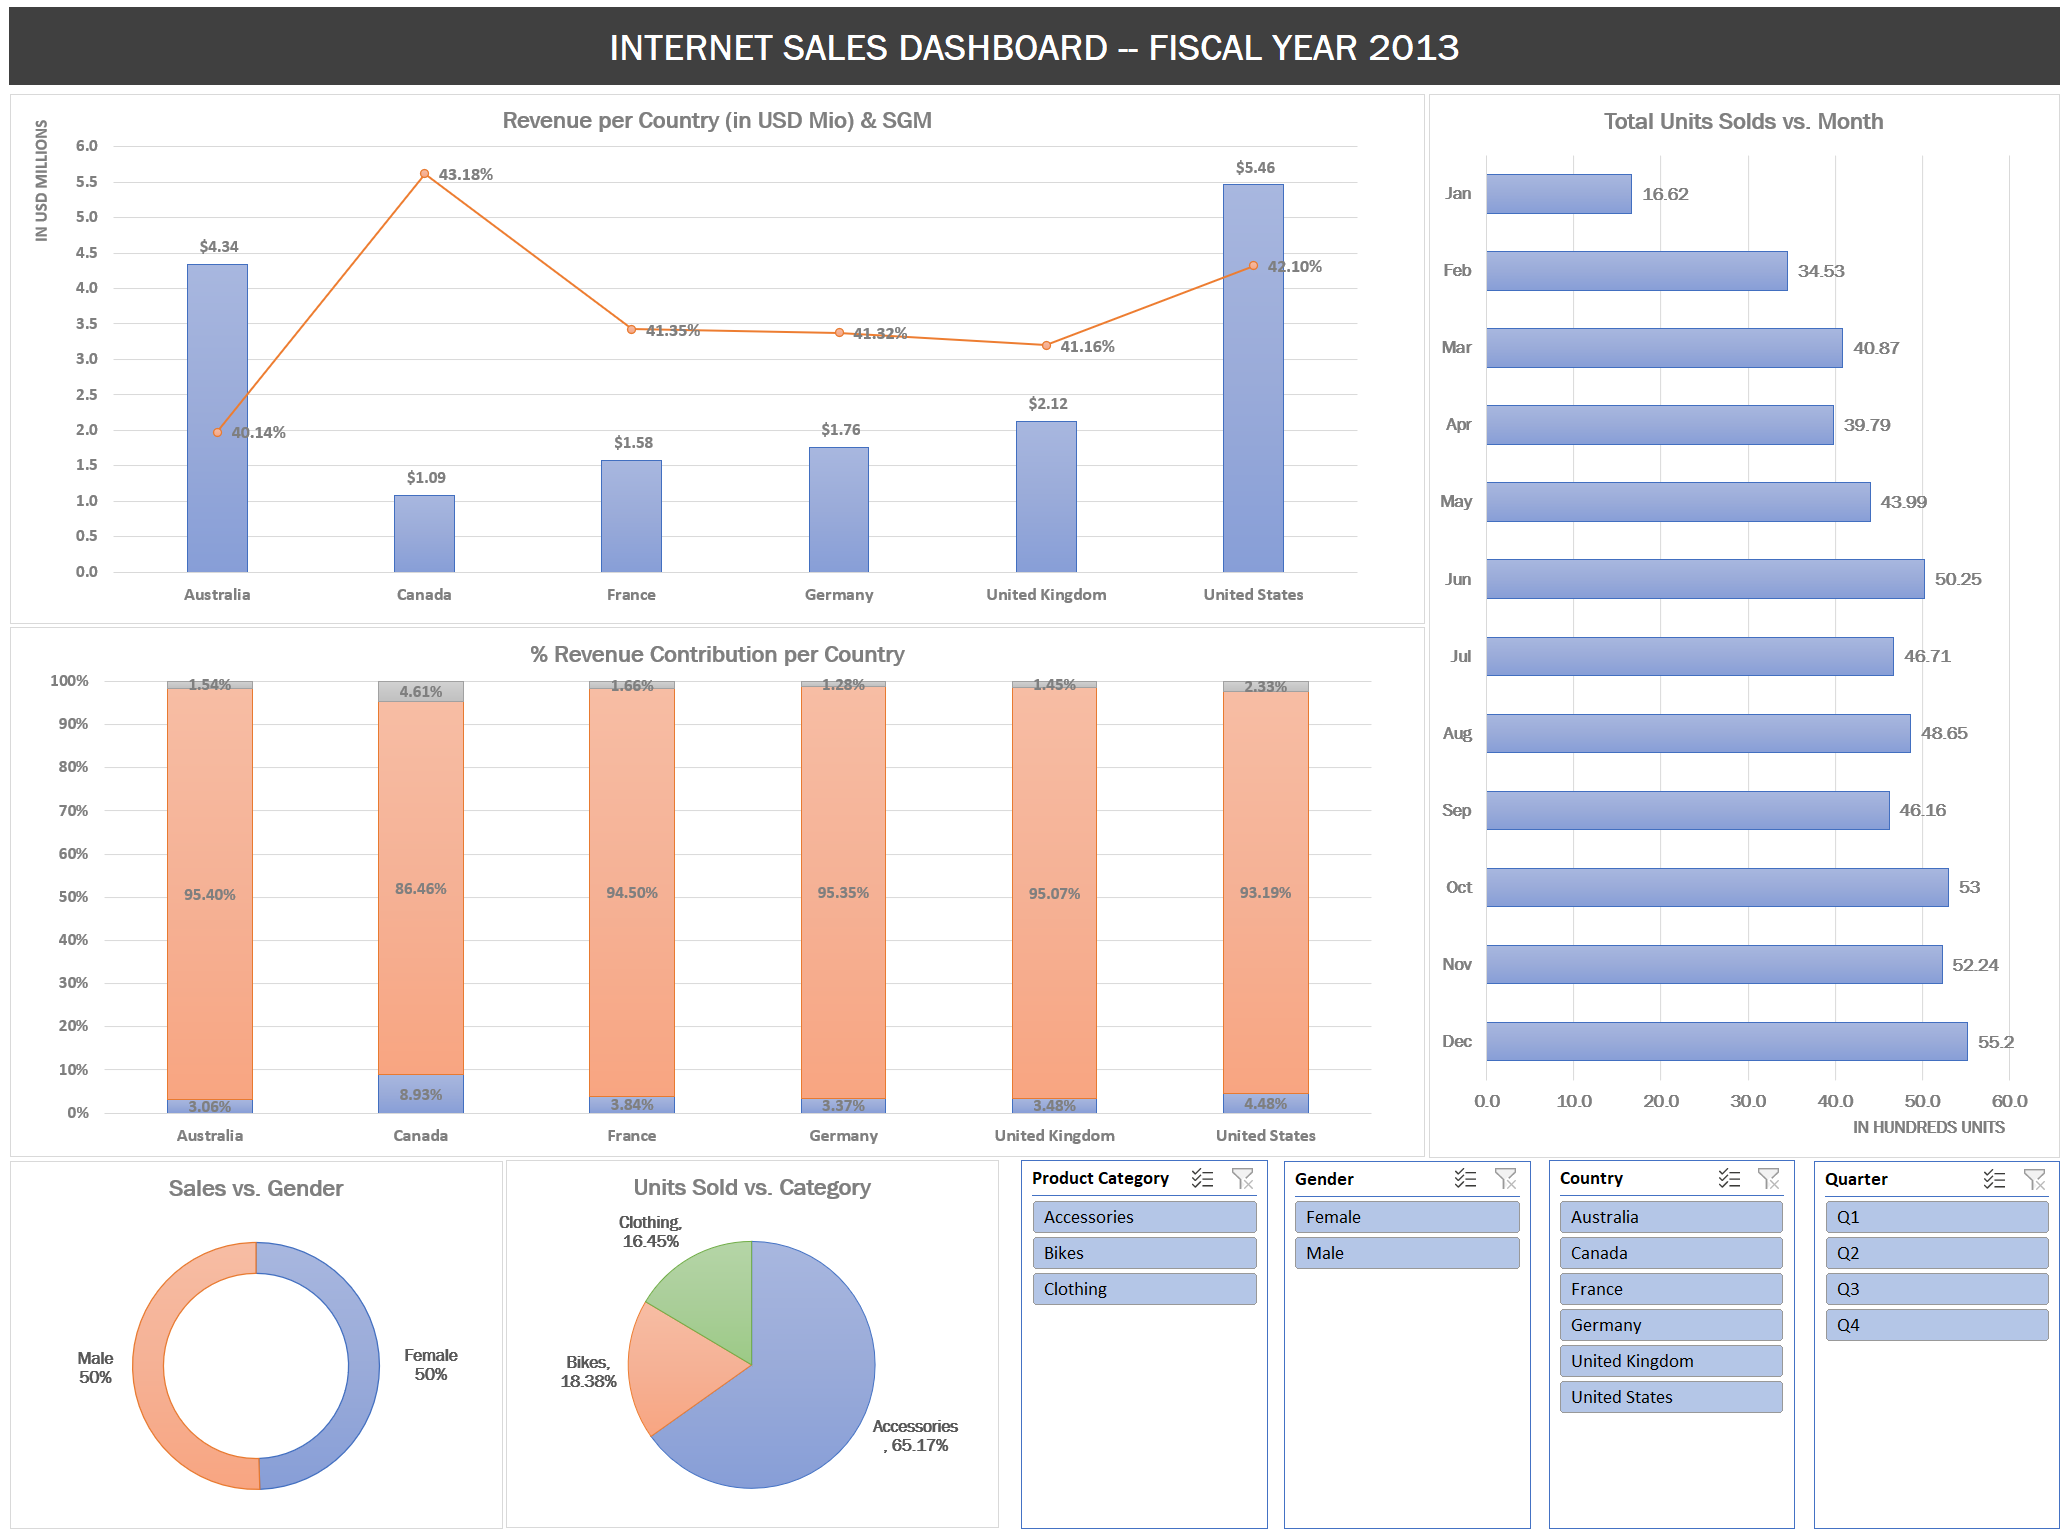 INTERNET SALES DASHBOARD -- FISCAL YEAR 2013
Revenue per Country (in USD Mio) & SGM
IN USD MILLIONS
6.0
5.5
5.0
4.5
4.0
3.5
3.0
2.5
2.0
1.5
1.0
0.5
0.0
$4.34
$1.09
$1.58
$1.76
$2.12
$5.46
40.14%
43.18%
41.35%
41.32%
41.16%
42.10%
Australia
Canada
France
Germany
United Kingdom
United States
% Revenue Contribution per Country
100%
90%
80%
70%
60%
50%
40%
30%
20%
10%
0%
1.54%
4.61%
1.66%
1.28%
1.45%
2.33%
95.40%
86.46%
94.50%
95.35%
95.07%
93.19%
3.06%
8.93%
3.84%
3.37%
3.48%
4.48%
Australia
Canada
France
Germany
United Kingdom
United States
Total Units Solds vs. Month
Jan 16.62
Feb 34.53
Mar 40.87
Apr 39.79
May 43.99
Jun 50.25
Jul 46.71
Aug 48.65
Sep 46.16
Oct 53
Nov 52.24
Dec 55.2
0.0 10.0 20.0 30.0 40.0 50.0 60.0
IN HUNDREDS UNITS
Sales vs. Gender
Male
50%
Female
50%
Units Sold vs. Category
Clothing,
16.45%
Bikes,
18.38%
Accessories
, 65.17%
Product Category
Accessories
Bikes
Clothing
Gender
Female
Male
Country
Australia
Canada
France
Germany
United Kingdom
United States
Quarter
Q1
Q2
Q3
Q4